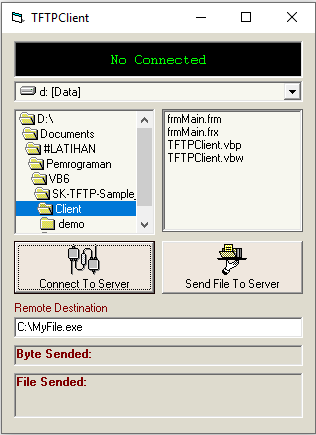 TFTPClient
No Connected
d: [Data]
D:\
Documents
#LATIHAN
Pemrograman
VB6
SK-TFTP-Sample_
Client
demo
frmMain.frm
frmMain.frx
TFTPClient.vbp
TFTPClient.vbw
Connect To Server
Send File To Server
Remote Destination
C:\MyFile.exe
Byte Sended:
File Sended: